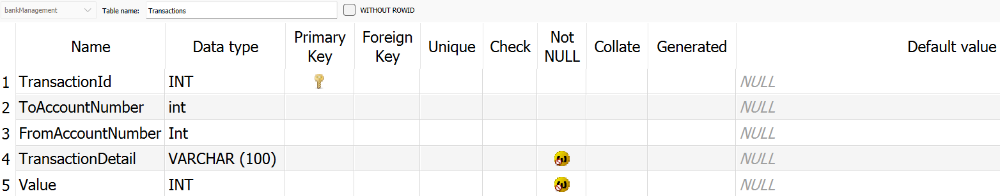 bankManagement Table name: Transactions WITHOUT ROWID
Name Data type Primary Key Foreign Key Unique Check Not NULL Collate Generated Default value
1 TransactionId INT NULL
2 ToAccountNumber int NULL
3 FromAccountNumber Int NULL
4 TransactionDetail VARCHAR (100) NULL
5 Value INT NULL